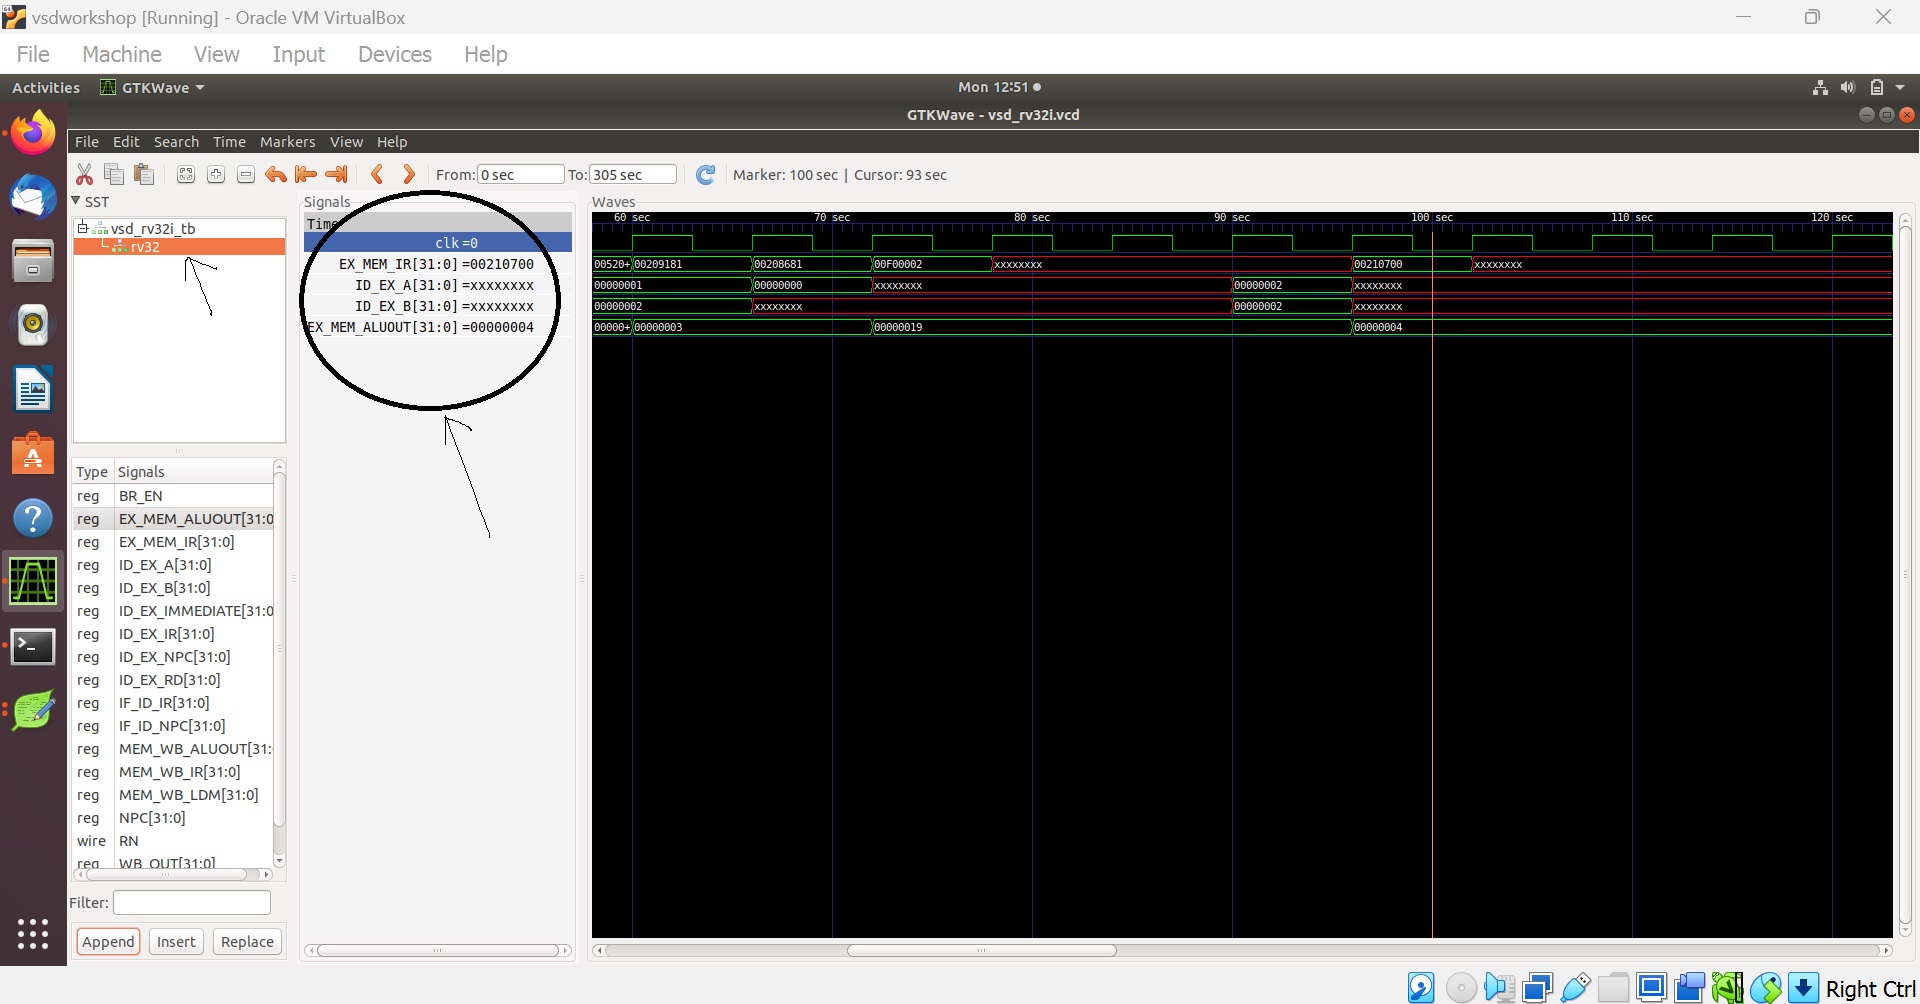 vsdworkshop [Running] - Oracle VM VirtualBox
File Machine View Input Devices Help
Activities GTKWave Mon 12:51
GTKWave - vsd_rv32i.vcd
File Edit Search Time Markers View Help
From: 0 sec To: 305 sec Marker: 100 sec | Cursor: 93 sec
SST
vsd_rv32i_tb
rv32
Type Signals
reg BR_EN
reg EX_MEM_ALUOUT[31:0
reg EX_MEM_IR[31:0]
reg ID_EX_A[31:0]
reg ID_EX_B[31:0]
reg ID_EX_IMMEDIATE[31:0
reg ID_EX_IR[31:0]
reg ID_EX_NPC[31:0]
reg ID_EX_RD[31:0]
reg IF_ID_IR[31:0]
reg IF_ID_NPC[31:0]
reg MEM_WB_ALUOUT[31:
reg MEM_WB_IR[31:0]
reg MEM_WB_LDM[31:0]
reg NPC[31:0]
wire RN
reg WB_OUT[31:0]
Filter:
Append Insert Replace
Signals
Time
clk =0
EX_MEM_IR[31:0] =00210700
ID_EX_A[31:0] =xxxxxxxx
ID_EX_B[31:0] =xxxxxxxx
EX_MEM_ALUOUT[31:0] =00000004
Waves
60 sec 70 sec 80 sec 90 sec 100 sec 110 sec 120 sec
00520+ 00209181 00208681 00F00002 xxxxxxxx 00210700 xxxxxxxx
00000001 00000000 xxxxxxxx 00000002 xxxxxxxx
00000002 xxxxxxxx 00000002 xxxxxxxx
00000+ 00000003 00000019 00000004
Right Ctrl